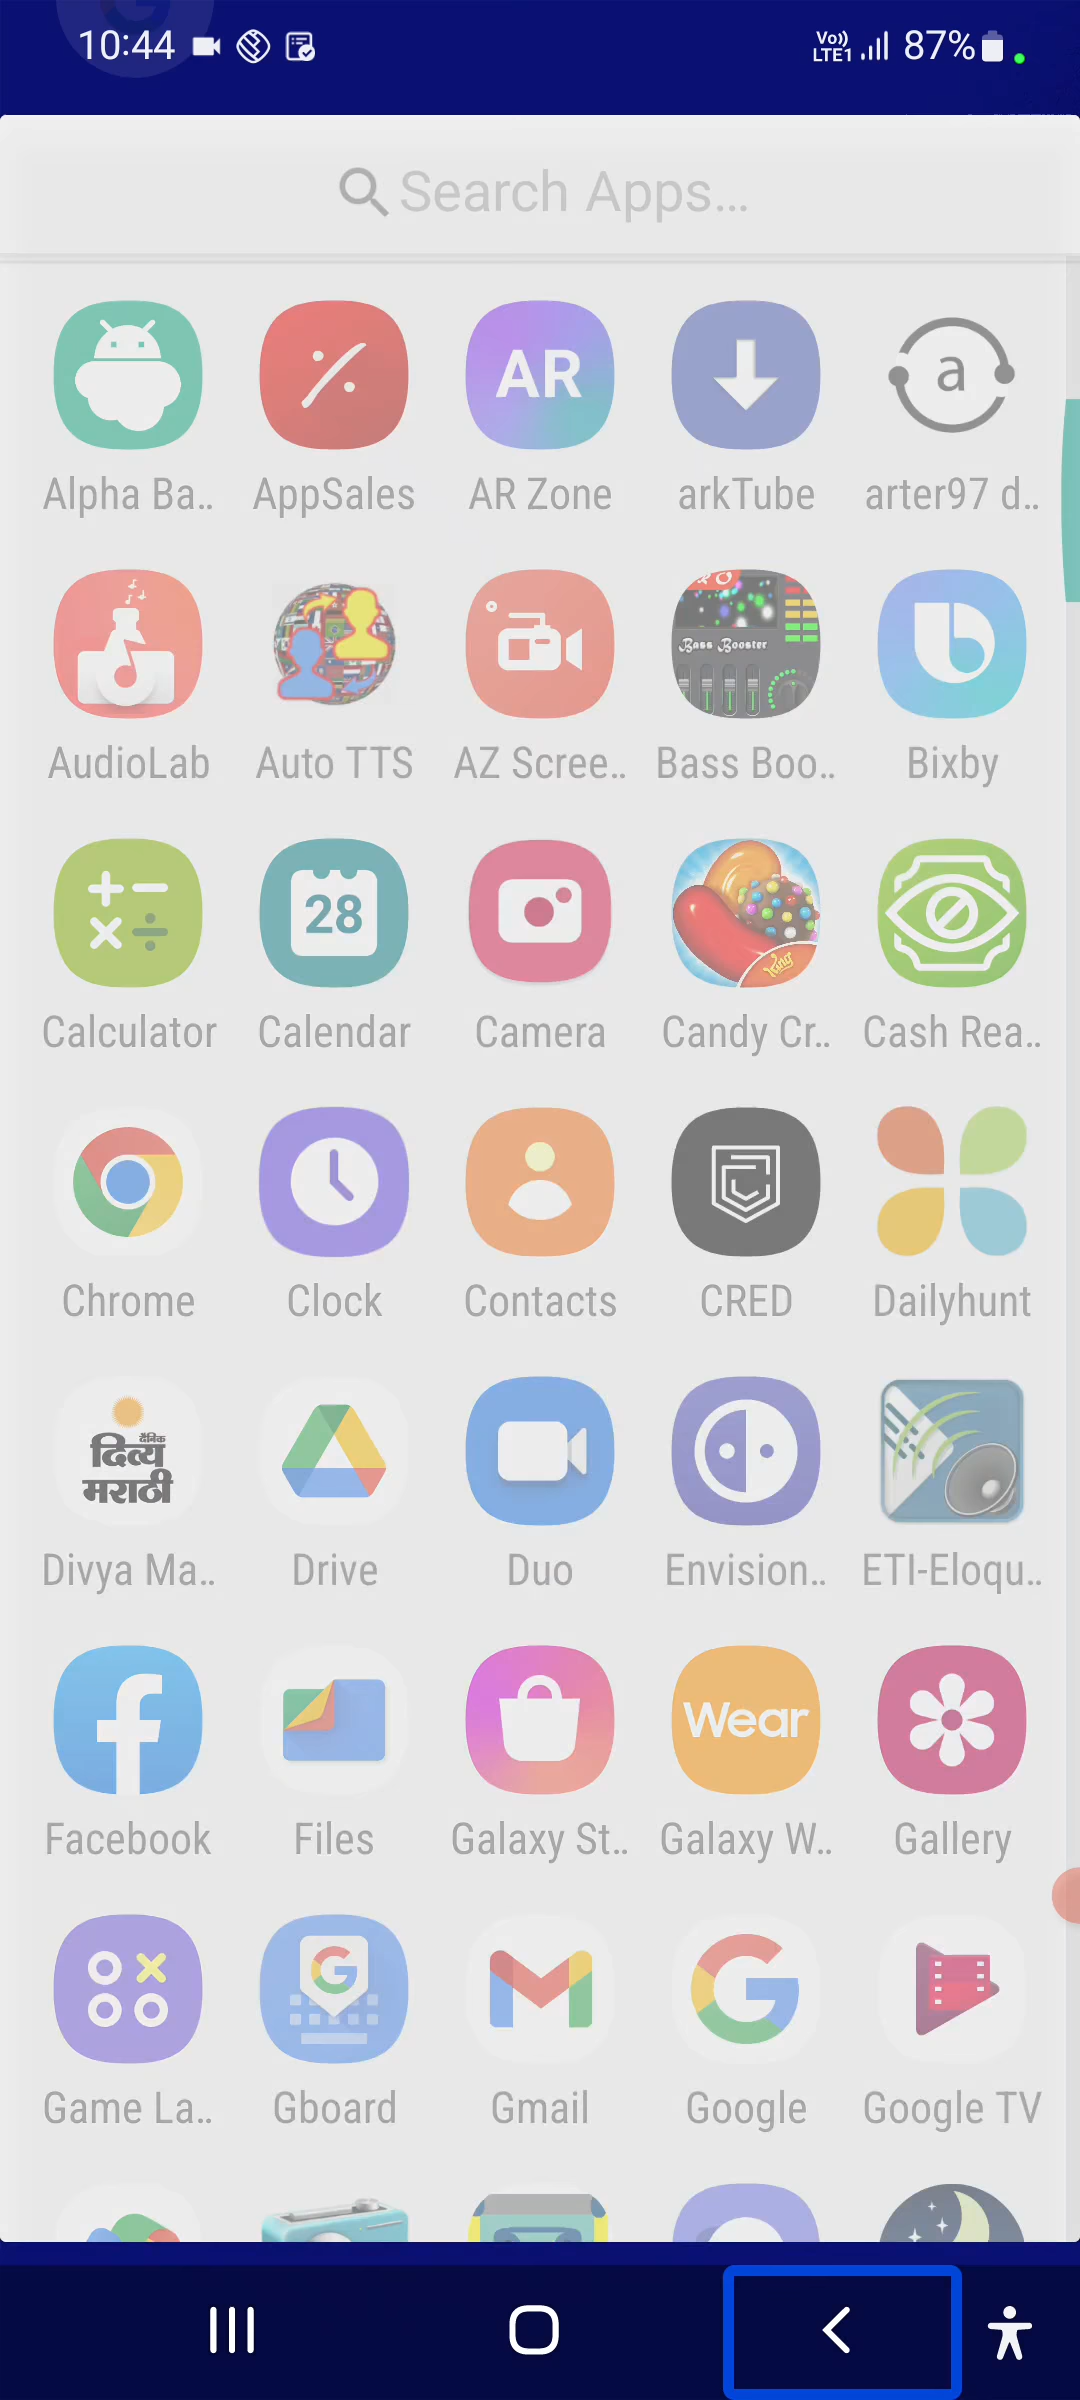 10:44 Vo)) LTE1 87%
Search Apps...
AR a
Alpha Ba.. AppSales AR Zone arkTube arter97 d..
Bass Booster
AudioLab Auto TTS AZ Scree.. Bass Boo.. Bixby
28 King
Calculator Calendar Camera Candy Cr.. Cash Rea..
Chrome Clock Contacts CRED Dailyhunt
दैनिक
दिव्य
मराठी
Divya Ma.. Drive Duo Envision.. ETI-Eloqu..
Wear
Facebook Files Galaxy St.. Galaxy W.. Gallery
Game La.. Gboard Gmail Google Google TV